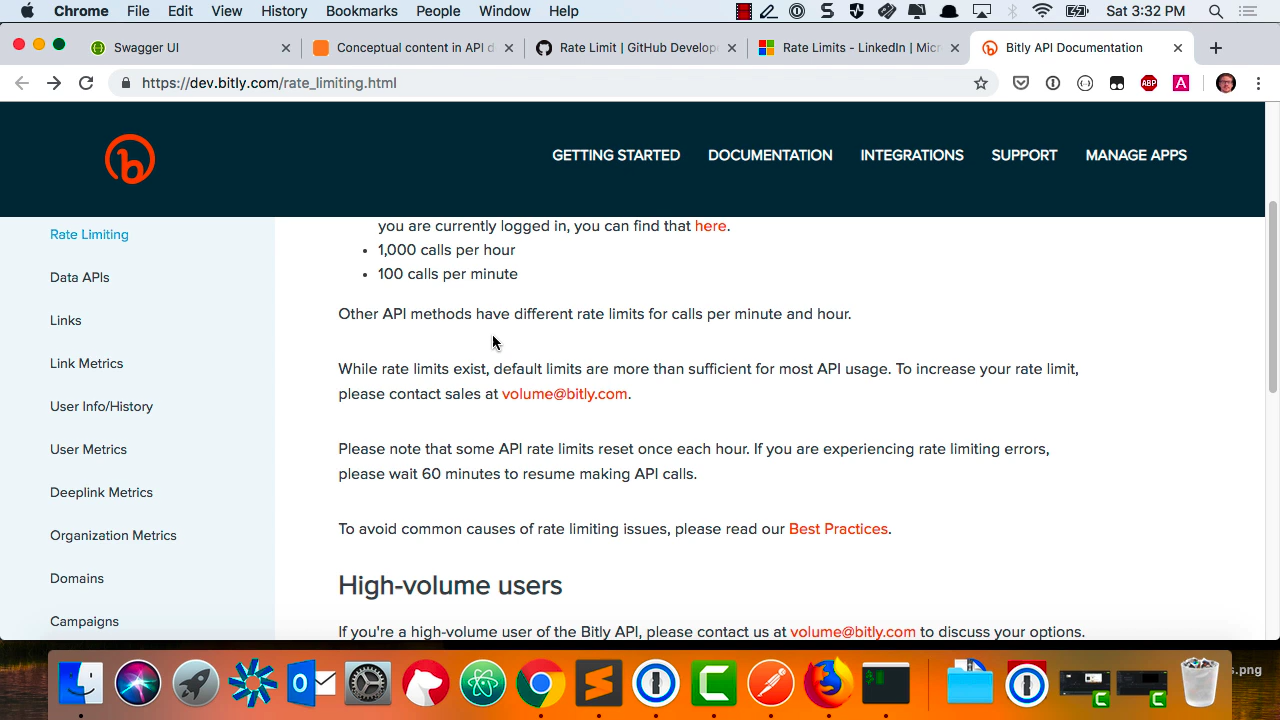 Chrome File Edit View History Bookmarks People Window Help Sat 3:32 PM
Swagger UI
Conceptual content in API d
Rate Limit | GitHub Develope
Rate Limits - LinkedIn | Micr
Bitly API Documentation
https://dev.bitly.com/rate_limiting.html
ABP
A
b
GETTING STARTED DOCUMENTATION INTEGRATIONS SUPPORT MANAGE APPS
Rate Limiting
Data APIs
Links
Link Metrics
User Info/History
User Metrics
Deeplink Metrics
Organization Metrics
Domains
Campaigns
you are currently logged in, you can find that here.
• 1,000 calls per hour
• 100 calls per minute
Other API methods have different rate limits for calls per minute and hour.
While rate limits exist, default limits are more than sufficient for most API usage. To increase your rate limit,
please contact sales at volume@bitly.com.
Please note that some API rate limits reset once each hour. If you are experiencing rate limiting errors,
please wait 60 minutes to resume making API calls.
To avoid common causes of rate limiting issues, please read our Best Practices.
High-volume users
If you're a high-volume user of the Bitly API, please contact us at volume@bitly.com to discuss your options.
s.png